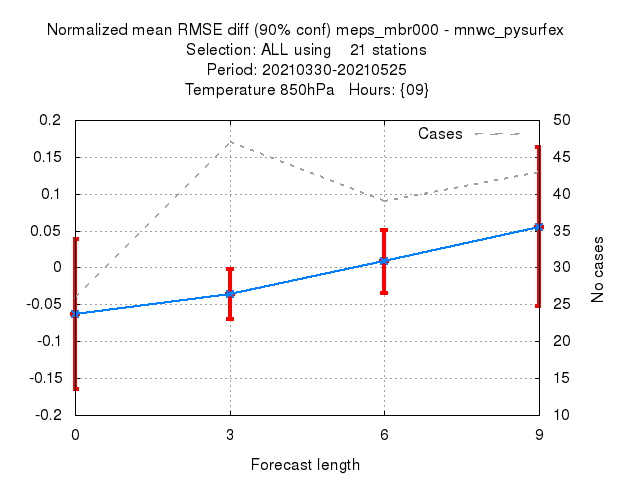 Normalized mean RMSE diff (90% conf) meps_mbr000 - mnwc_pysurfex
Selection: ALL using    21 stations
Period: 20210330-20210525
Temperature 850hPa   Hours: {09}
Cases
0.2
0.15
0.1
0.05
0
-0.05
-0.1
-0.15
-0.2
50
45
40
35
30
25
20
15
10
No cases
0 3 6 9
Forecast length